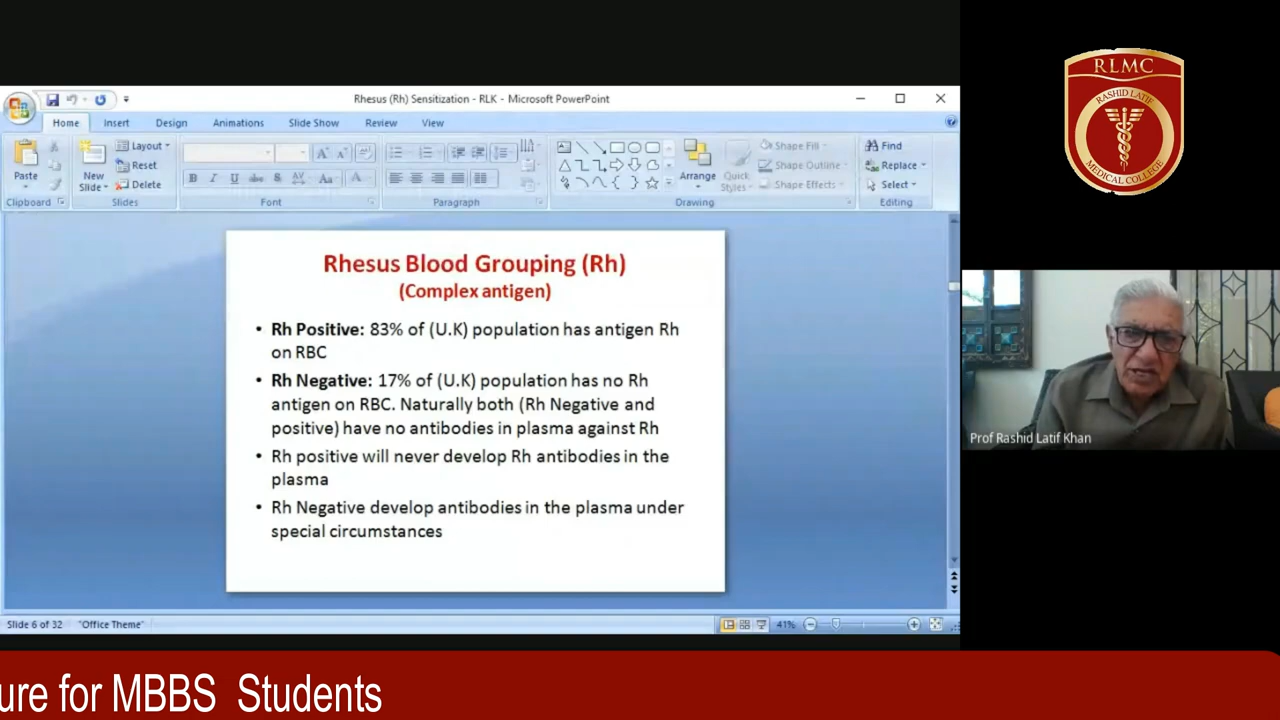 Rhesus (Rh) Sensitization - RLK - Microsoft PowerPoint
Home Insert Design Animations Slide Show Review View
Paste
New Slide
Layout
Reset
Delete
B I U abc S AV Aa A
Shape Fill
Shape Outline
Shape Effects
Arrange
Quick Styles
Find
Replace
Select
Clipboard Slides Font Paragraph Drawing Editing
Rhesus Blood Grouping (Rh)
(Complex antigen)
• Rh Positive: 83% of (U.K) population has antigen Rh
on RBC
• Rh Negative: 17% of (U.K) population has no Rh
antigen on RBC. Naturally both (Rh Negative and
positive) have no antibodies in plasma against Rh
• Rh positive will never develop Rh antibodies in the
plasma
• Rh Negative develop antibodies in the plasma under
special circumstances
Slide 6 of 32 "Office Theme" 41%
RLMC
RASHID LATIF
MEDICAL COLLEGE
Prof Rashid Latif Khan
ure for MBBS Students